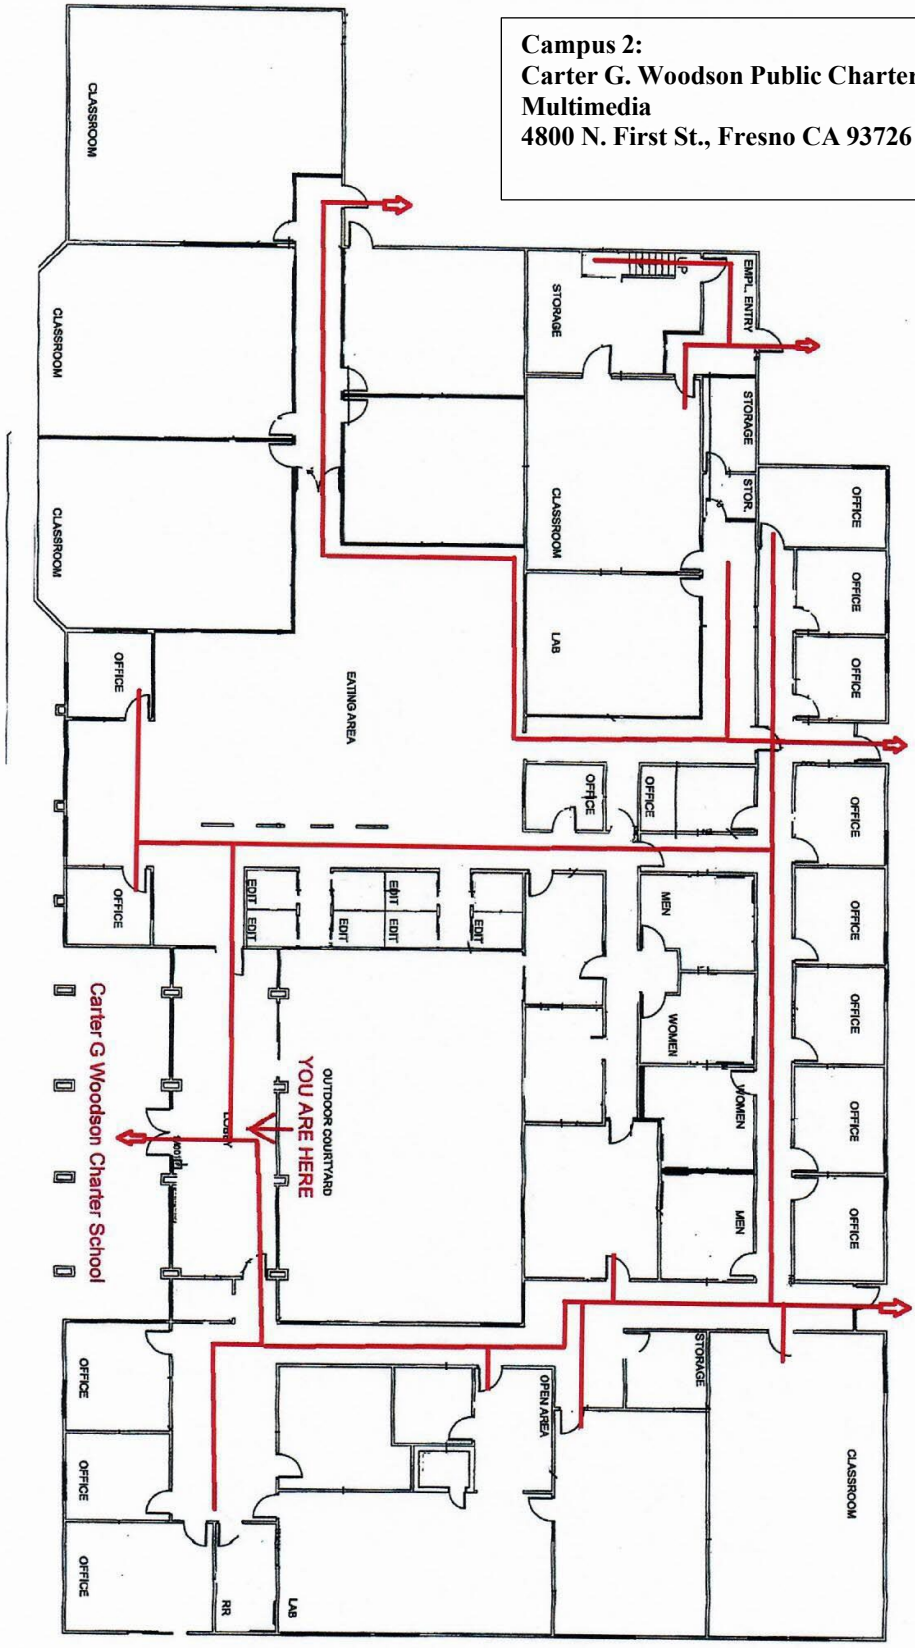 Campus 2:
Carter G. Woodson Public Charter
Multimedia
4800 N. First St., Fresno CA 93726
CLASSROOM
CLASSROOM
CLASSROOM
STORAGE
UP
EMPL. ENTRY
STORAGE
STOR.
CLASSROOM
LAB
OFFICE
OFFICE
OFFICE
OFFICE
EATING AREA
OFFICE
OFFICE
OFFICE
EDIT
EDIT
EDIT
EDIT
EDIT
EDIT
MEN
WOMEN
WOMEN
MEN
OFFICE
OFFICE
OFFICE
OFFICE
OFFICE
OUTDOOR COURTYARD
YOU ARE HERE
LOBBY
Carter G Woodson Charter School
STORAGE
CLASSROOM
OPEN AREA
OFFICE
OFFICE
OFFICE
RR
LAB